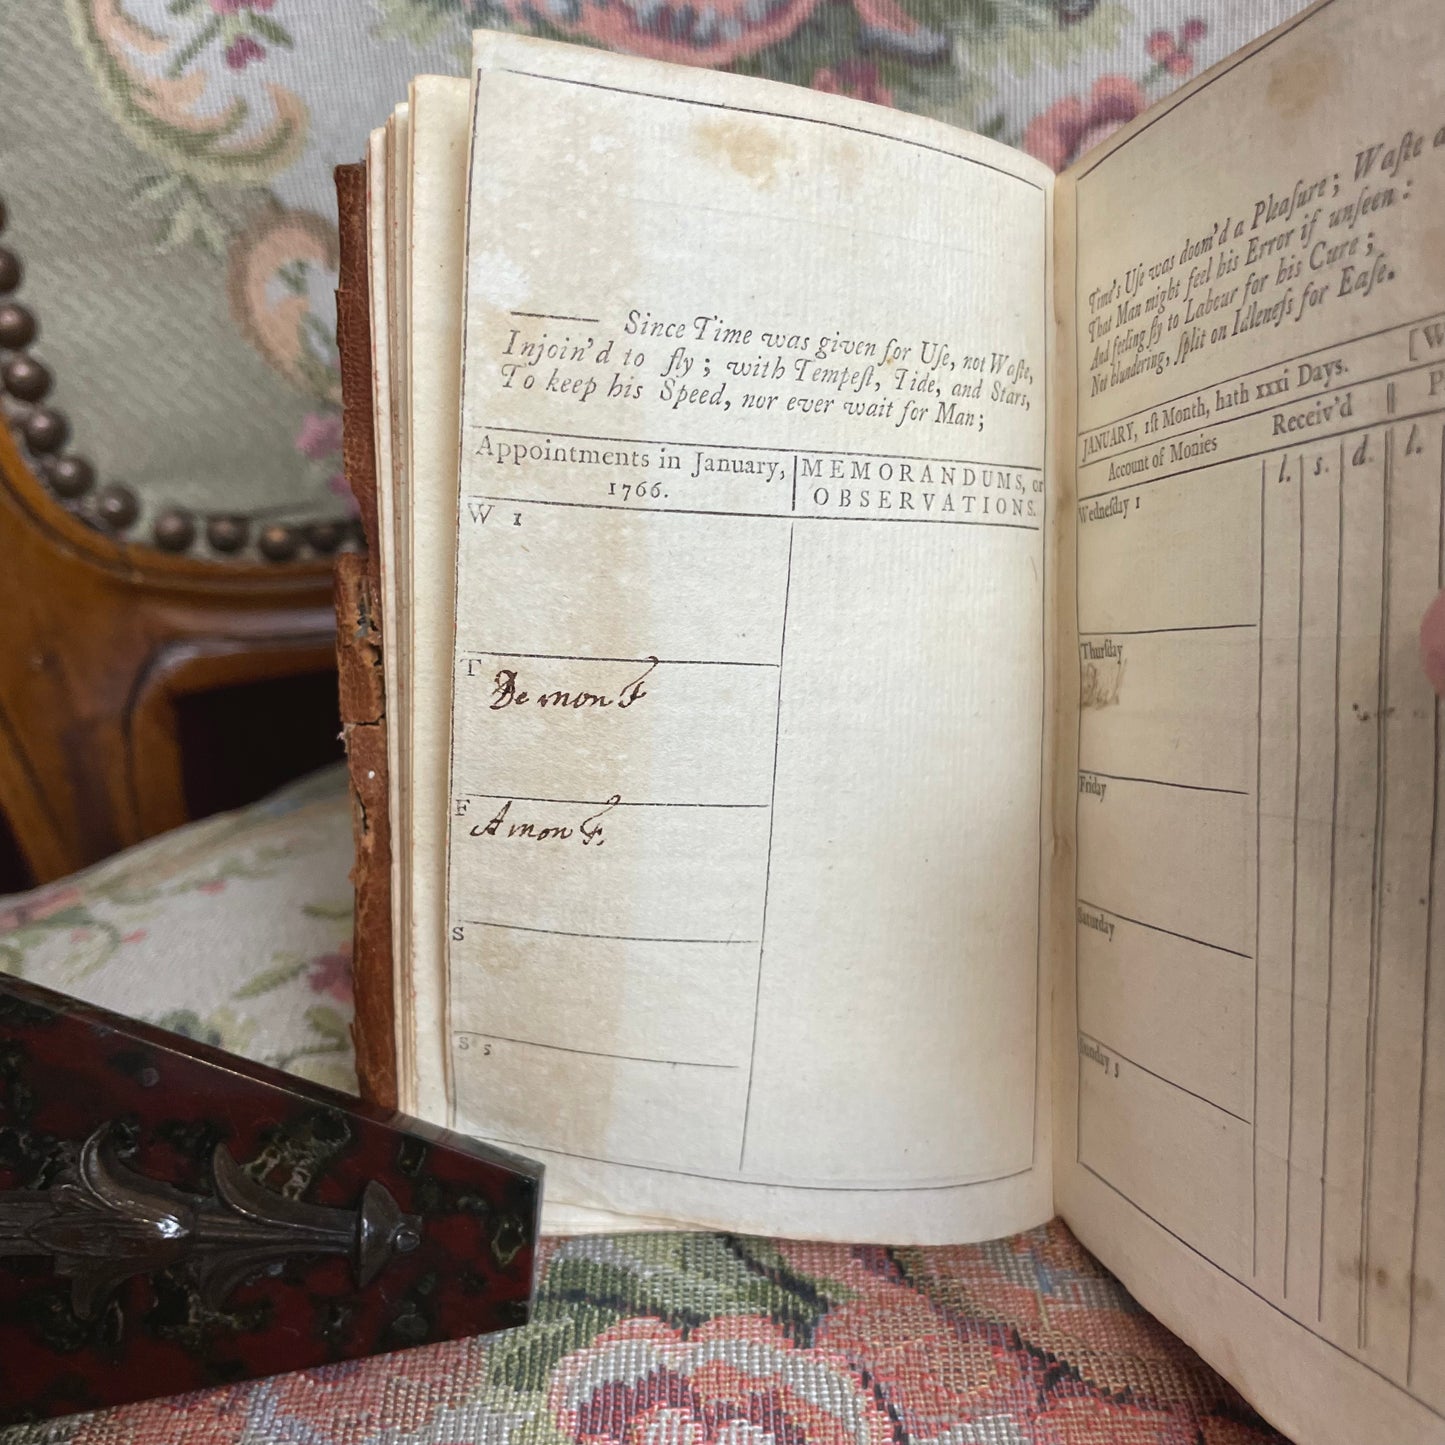 Since Time was given for Uſe, not Waſte,
Injoin'd to fly; with Tempeſt, Tide, and Stars,
To keep his Speed, nor ever wait for Man;
Appointments in January,
1766.
MEMORANDUMS, or
OBSERVATIONS.
W 1
T
De mon F
F
A mon F.
S
S 5
Time's Uſe was doom'd a Pleaſure; Waſte a
That Man might feel his Error if unſeen:
And feeling fly to Labour for his Cure;
Not blundering, ſplit on Idleneſs for Eaſe.
JANUARY, 1ſt Month, hath xxxi Days. [W
Account of Monies
Receiv'd
P
l. s. d. l.
Wedneſday 1
Thurſday
Friday
Saturday
Sunday 5